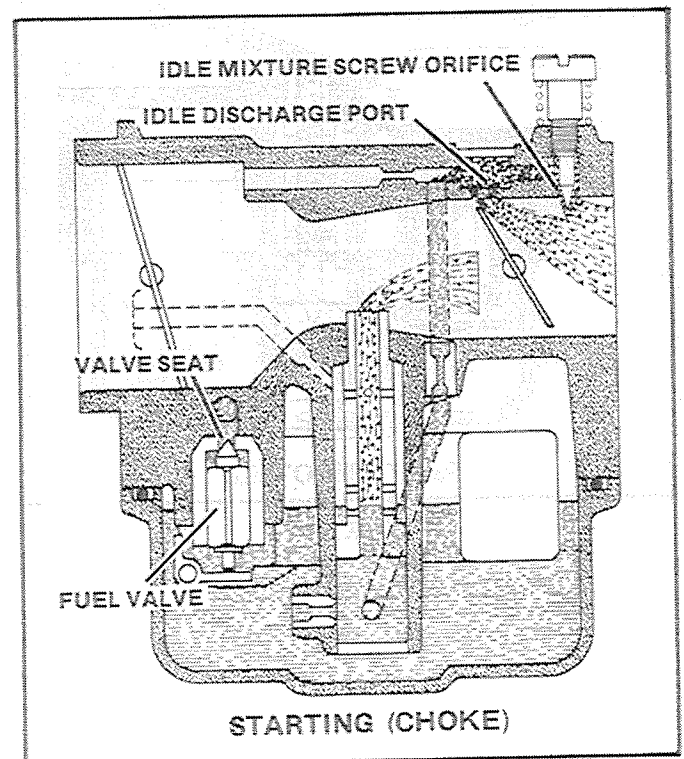 IDLE MIXTURE SCREW ORIFICE
IDLE DISCHARGE PORT
VALVE SEAT
FUEL VALVE
STARTING (CHOKE)